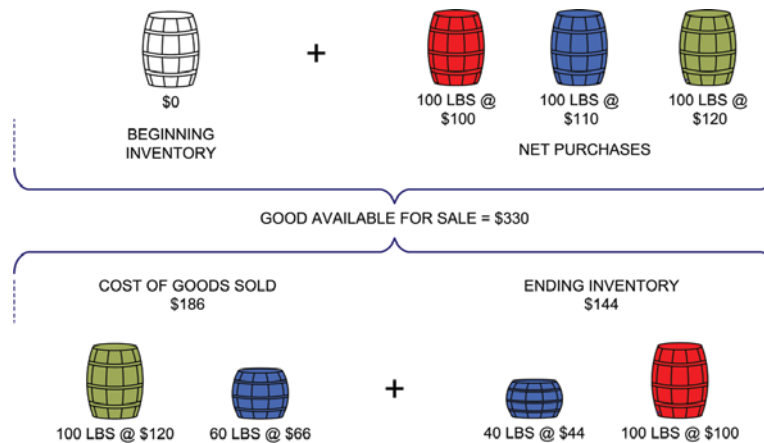 $0
BEGINNING
INVENTORY
+
100 LBS @
$100
100 LBS @
$110
100 LBS @
$120
NET PURCHASES
GOOD AVAILABLE FOR SALE = $330
COST OF GOODS SOLD
$186
ENDING INVENTORY
$144
100 LBS @ $120
60 LBS @ $66
+
40 LBS @ $44
100 LBS @ $100